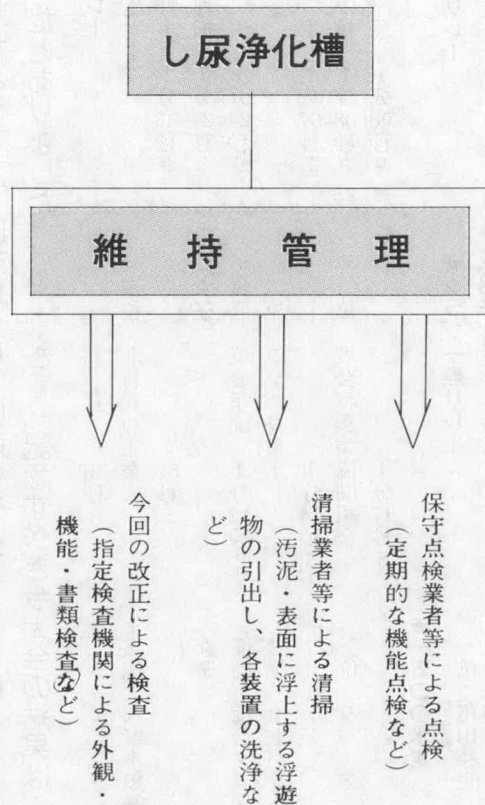 し尿浄化槽
維持管理
保守点検業者等による点検
（定期的な機能点検など）
清掃業者等による清掃
（汚泥・表面に浮上する浮遊
物の引出し、各装置の洗浄な
ど）
今回の改正による検査
（指定検査機関による外観・
機能・書類検査など）